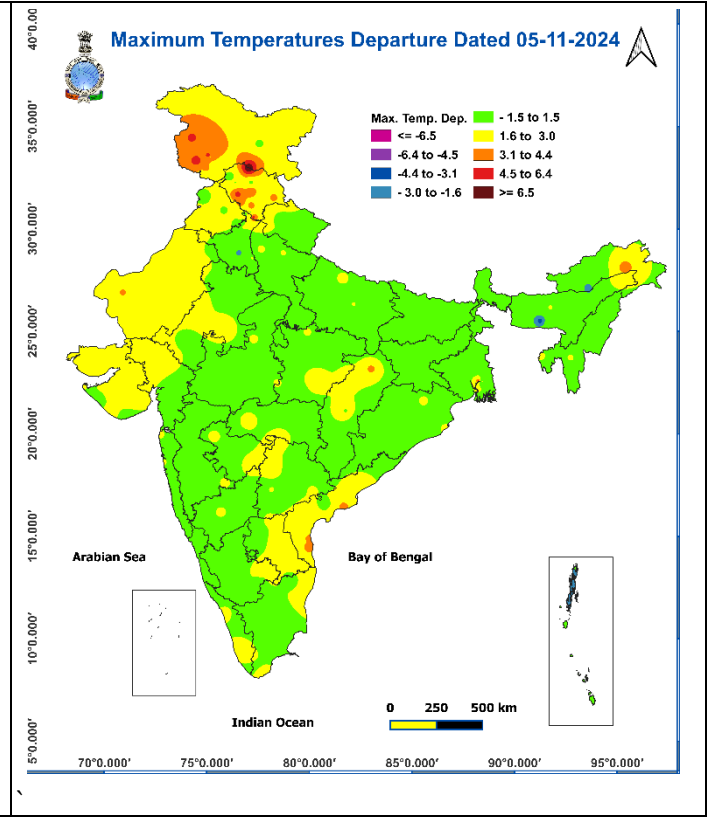 Maximum Temperatures Departure Dated 05-11-2024
Max. Temp. Dep.
<= -6.5
-6.4 to -4.5
-4.4 to -3.1
- 3.0 to -1.6
- 1.5 to 1.5
1.6 to 3.0
3.1 to 4.4
4.5 to 6.4
>= 6.5
40°0.00
35°0.000'
30°0.000'
25°0.000'
20°0.000'
15°0.000'
10°0.000'
5°0.000'
Arabian Sea
Bay of Bengal
Indian Ocean
0 250 500 km
70°0.000' 75°0.000' 80°0.000' 85°0.000' 90°0.000' 95°0.000'
`